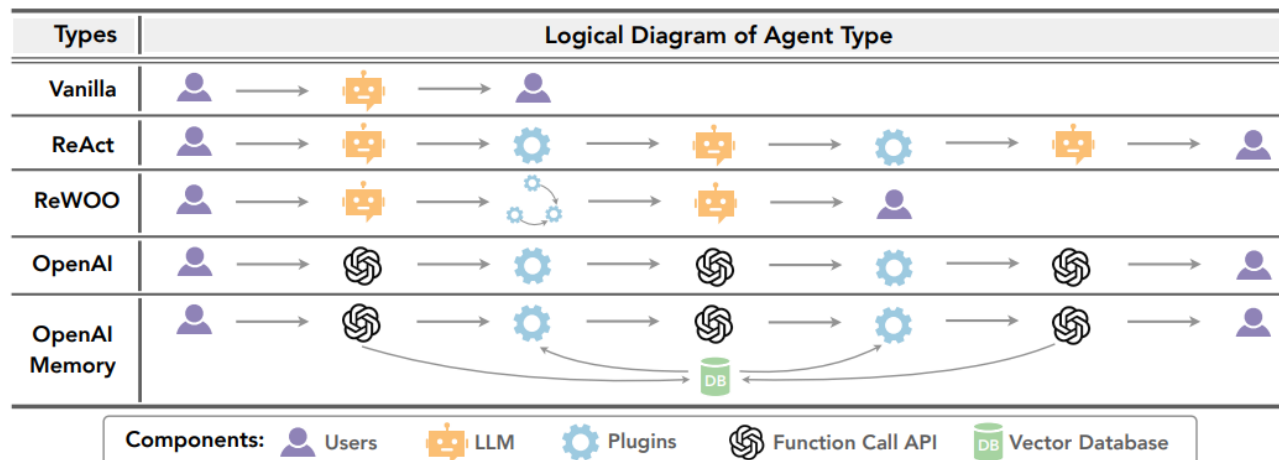 Types Logical Diagram of Agent Type
Vanilla
ReAct
ReWOO
OpenAI
OpenAI
Memory
DB
Components: Users LLM Plugins Function Call API DB Vector Database